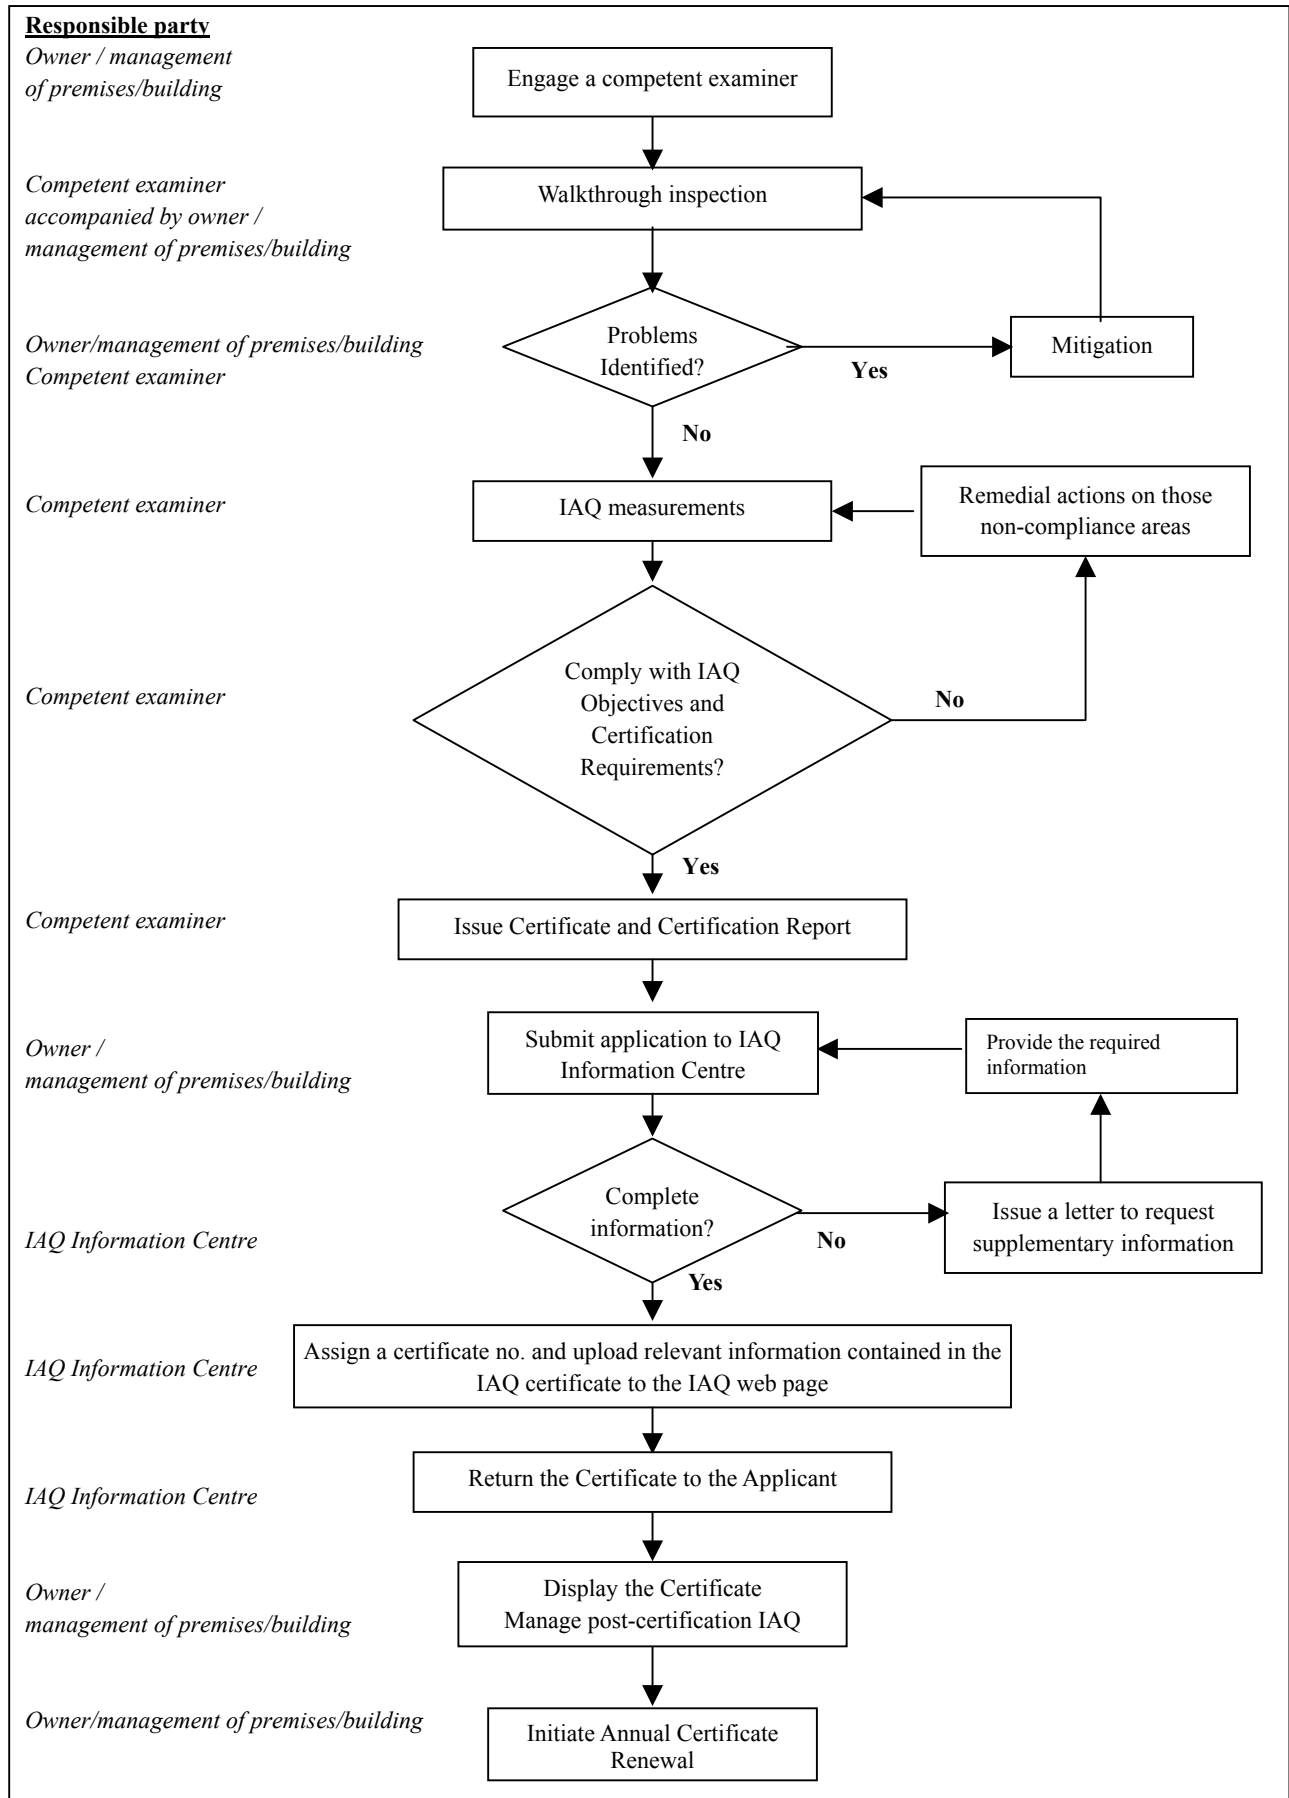 Responsible party
Owner / management
of premises/building
Engage a competent examiner
Competent examiner
accompanied by owner /
management of premises/building
Walkthrough inspection
Owner/management of premises/building
Competent examiner
Problems
Identified?
Yes
Mitigation
No
Competent examiner
IAQ measurements
Remedial actions on those
non-compliance areas
Competent examiner
Comply with IAQ
Objectives and
Certification
Requirements?
No
Yes
Competent examiner
Issue Certificate and Certification Report
Owner /
management of premises/building
Submit application to IAQ
Information Centre
Provide the required
information
IAQ Information Centre
Complete
information?
No
Issue a letter to request
supplementary information
Yes
IAQ Information Centre
Assign a certificate no. and upload relevant information contained in the
IAQ certificate to the IAQ web page
IAQ Information Centre
Return the Certificate to the Applicant
Owner /
management of premises/building
Display the Certificate
Manage post-certification IAQ
Owner/management of premises/building
Initiate Annual Certificate
Renewal